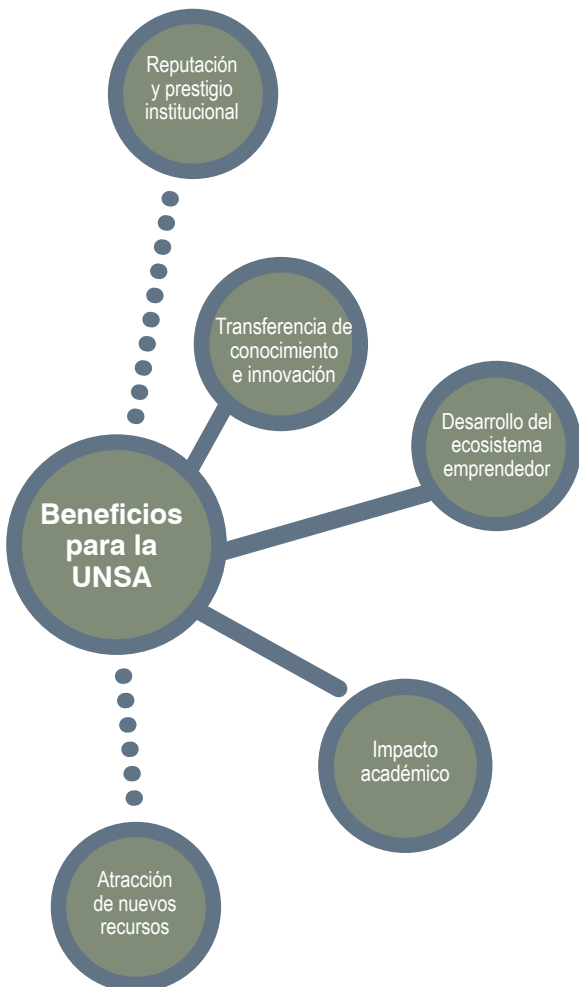 Reputación
y prestigio
institucional
Transferencia de
conocimiento
e innovación
Desarrollo del
ecosistema
emprendedor
Beneficios
para la
UNSA
Impacto
académico
Atracción
de nuevos
recursos